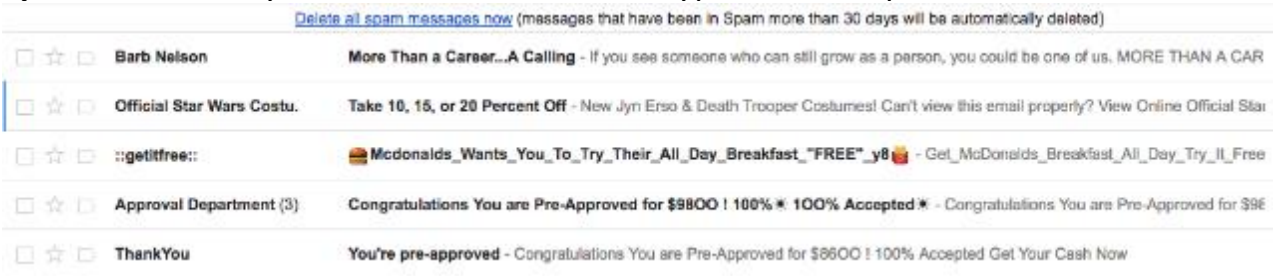 Delete all spam messages now (messages that have been in Spam more than 30 days will be automatically deleted)
Barb Nelson More Than a Career...A Calling - If you see someone who can still grow as a person, you could be one of us. MORE THAN A CAR
Official Star Wars Costu. Take 10, 15, or 20 Percent Off - New Jyn Erso & Death Trooper Costumes! Can't view this email properly? View Online Official Star
::getitfree:: 🍔Mcdonalds_Wants_You_To_Try_Their_All_Day_Breakfast_"FREE"_y8🍟 - Get_McDonalds_Breakfast_All_Day_Try_It_Free
Approval Department (3) Congratulations You are Pre-Approved for $98OO ! 100%☀ 1OO% Accepted☀ - Congratulations You are Pre-Approved for $98
ThankYou You're pre-approved - Congratulations You are Pre-Approved for $86OO ! 100% Accepted Get Your Cash Now